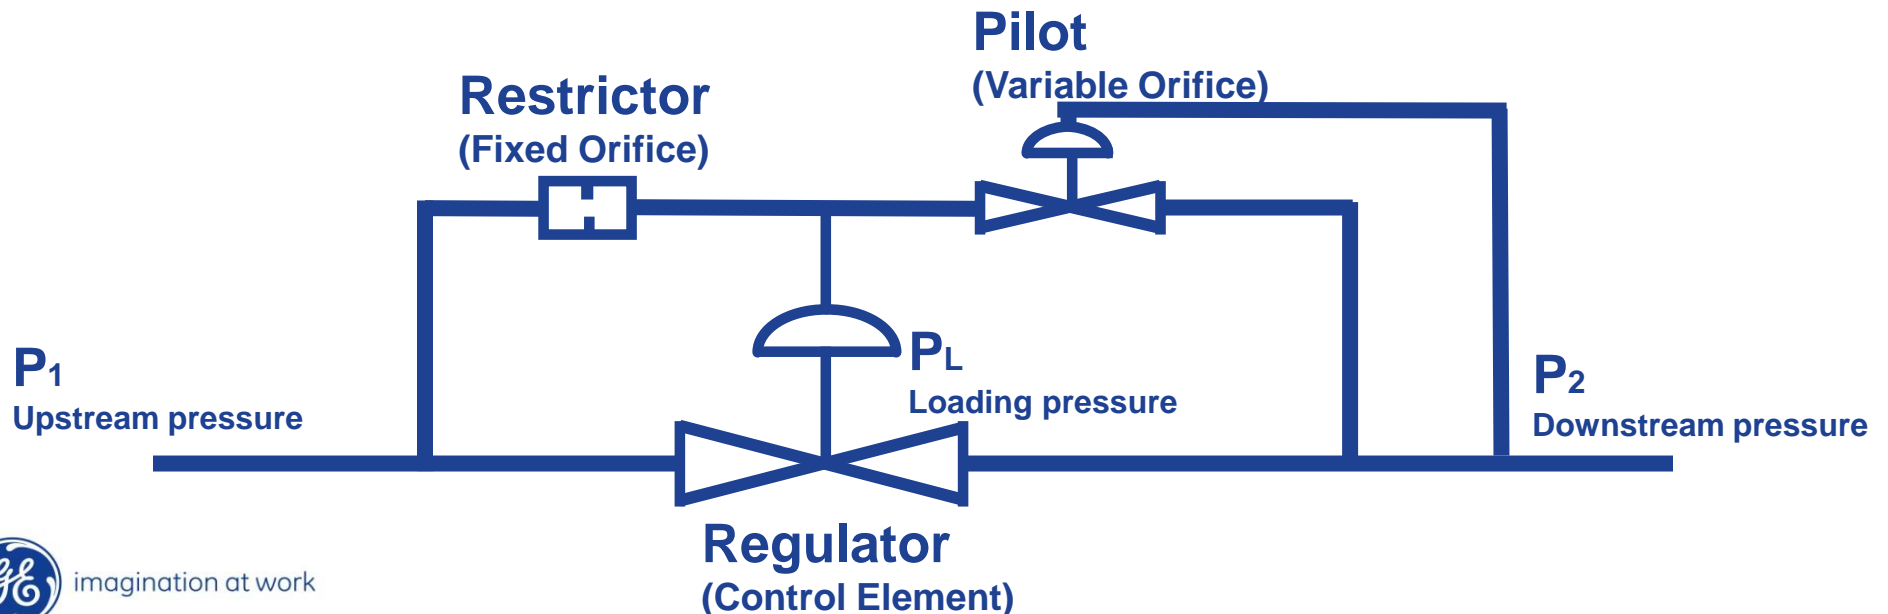 Pilot
(Variable Orifice)
Restrictor
(Fixed Orifice)
P1
Upstream pressure
PL
Loading pressure
P2
Downstream pressure
Regulator
(Control Element)
GE imagination at work